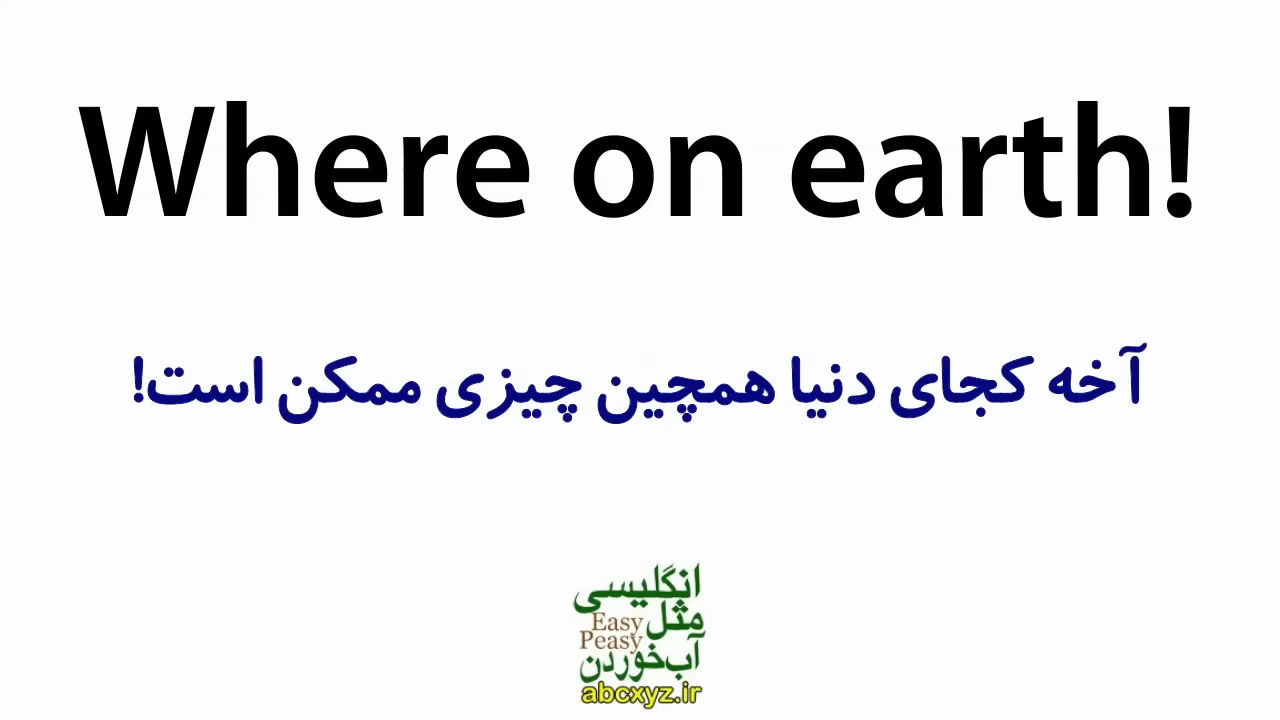 Where on earth!
آخه کجای دنیا همچین چیزی ممکن است!
انگلیسی
مثل
Easy
Peasy
آب‌خوردن
abcxyz.ir